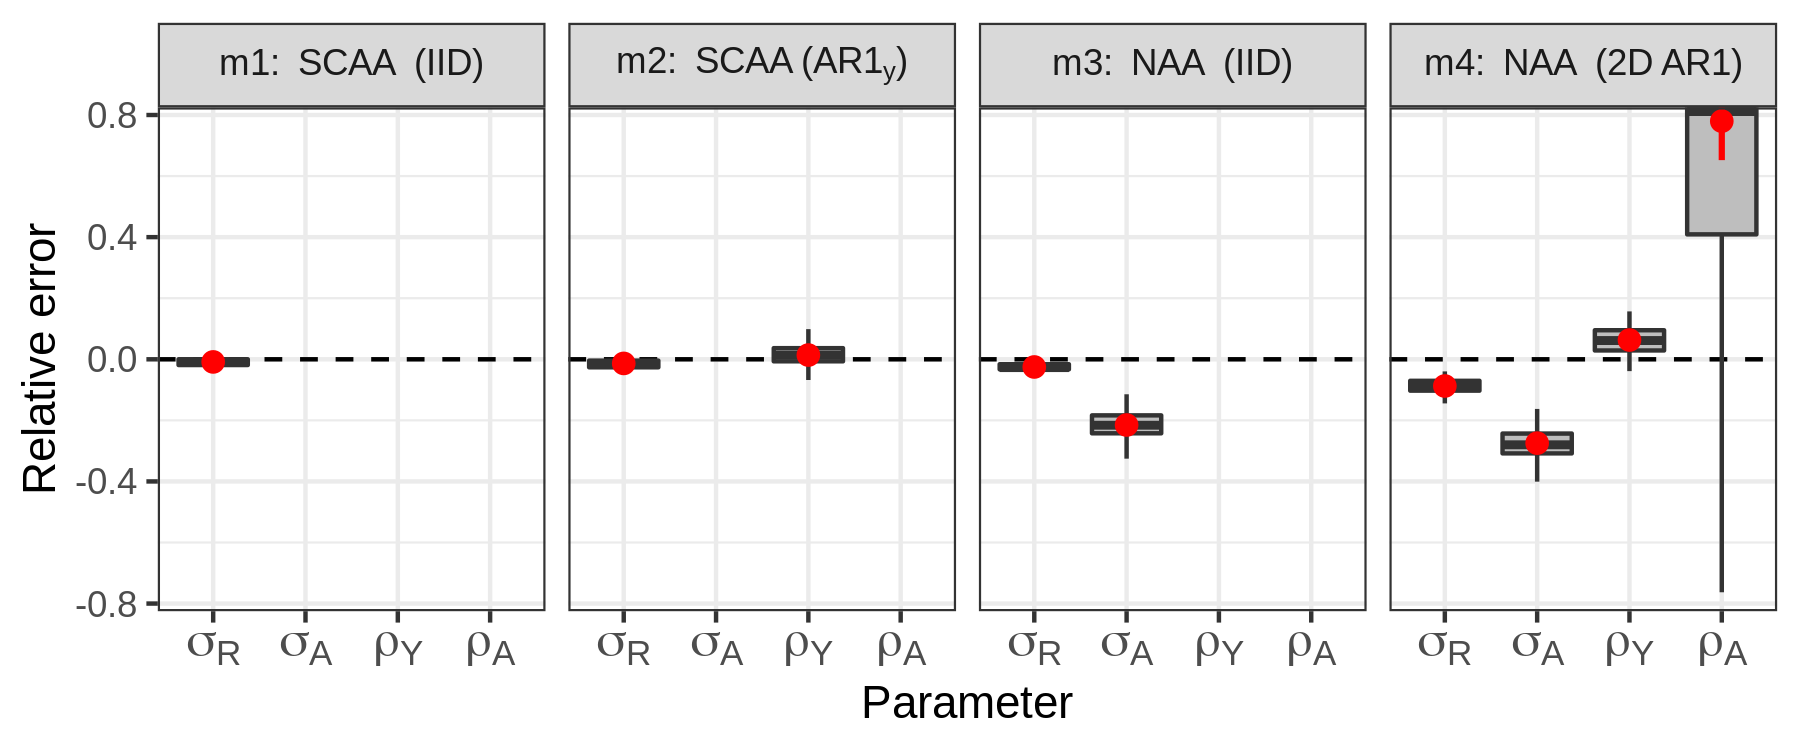 m1: SCAA (IID)
m2: SCAA (AR1y)
m3: NAA (IID)
m4: NAA (2D AR1)
Relative error
0.8
0.4
0.0
-0.4
-0.8
σR σA ρY ρA
σR σA ρY ρA
σR σA ρY ρA
σR σA ρY ρA
Parameter